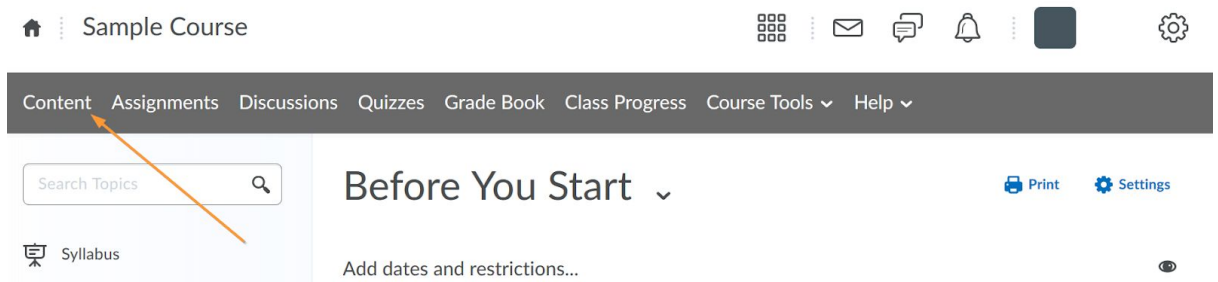 Sample Course
Content Assignments Discussions Quizzes Grade Book Class Progress Course Tools Help
Search Topics
Before You Start
Print Settings
Syllabus
Add dates and restrictions...